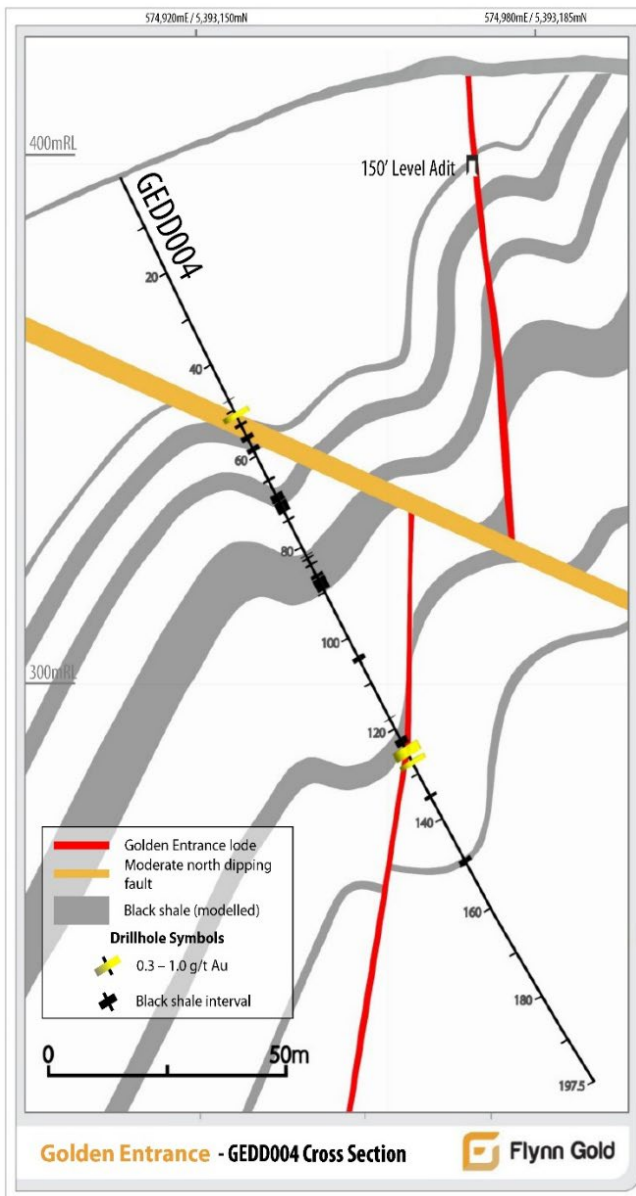 574,920mE / 5,393,150mN
574,980mE / 5,393,185mN
400mRL
150' Level Adit
GEDD004
20
40
60
80
100
300mRL
120
140
160
180
197.5
Golden Entrance lode
Moderate north dipping
fault
Black shale (modelled)
Drillhole Symbols
0.3 – 1.0 g/t Au
Black shale interval
0
50m
Golden Entrance - GEDD004 Cross Section
Flynn Gold